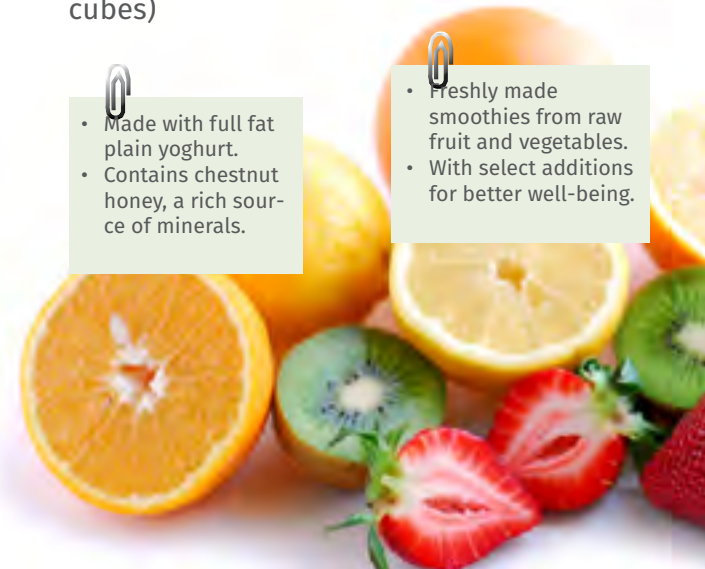 cubes)
• Made with full fat
plain yoghurt.
• Contains chestnut
honey, a rich sour-
ce of minerals.
• Freshly made
smoothies from raw
fruit and vegetables.
• With select additions
for better well-being.